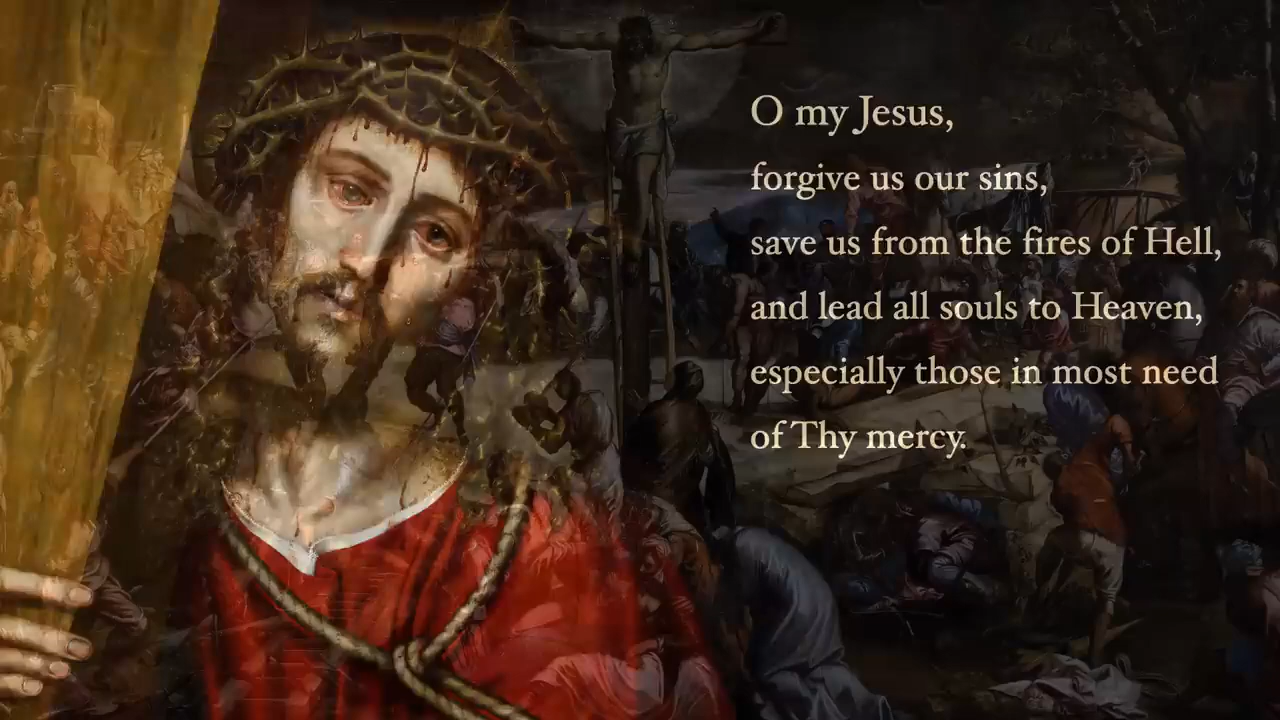 O my Jesus,
forgive us our sins,
save us from the fires of Hell,
and lead all souls to Heaven,
especially those in most need
of Thy mercy.